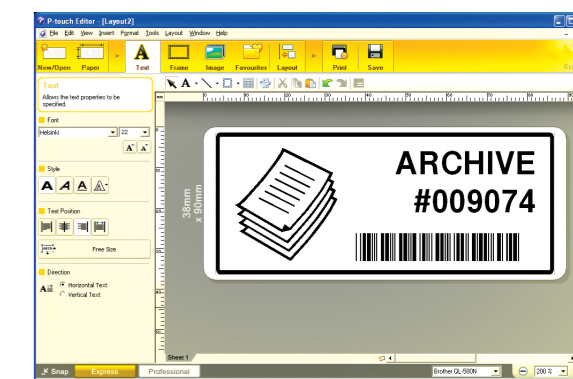 P-touch Editor - [Layout2]
File Edit View Insert Format Tools Layout Window Help
New/Open Paper Text Frame Image Favourites Layout Print Save
Text
Allows the text properties to be
specified.
Font
Helsinki 22
Style
Text Position
Free Size
Direction
Horizontal Text
Vertical Text
38mm
x 90mm
ARCHIVE
#009074
Sheet 1
Snap Express Professional
Brother QL-580N 200 %